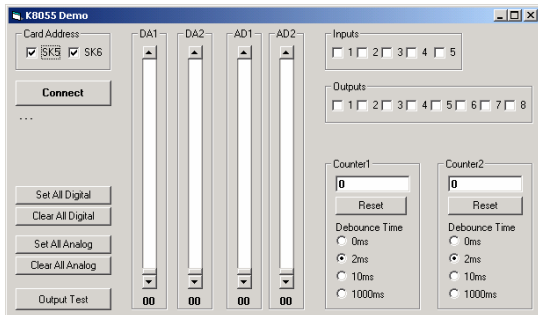 K8055 Demo
Card Address
SK5 SK6
Connect
...
Set All Digital
Clear All Digital
Set All Analog
Clear All Analog
Output Test
DA1 DA2 AD1 AD2
00 00 00 00
Inputs
1 2 3 4 5
Outputs
1 2 3 4 5 6 7 8
Counter1
0
Reset
Debounce Time
0ms
2ms
10ms
1000ms
Counter2
0
Reset
Debounce Time
0ms
2ms
10ms
1000ms